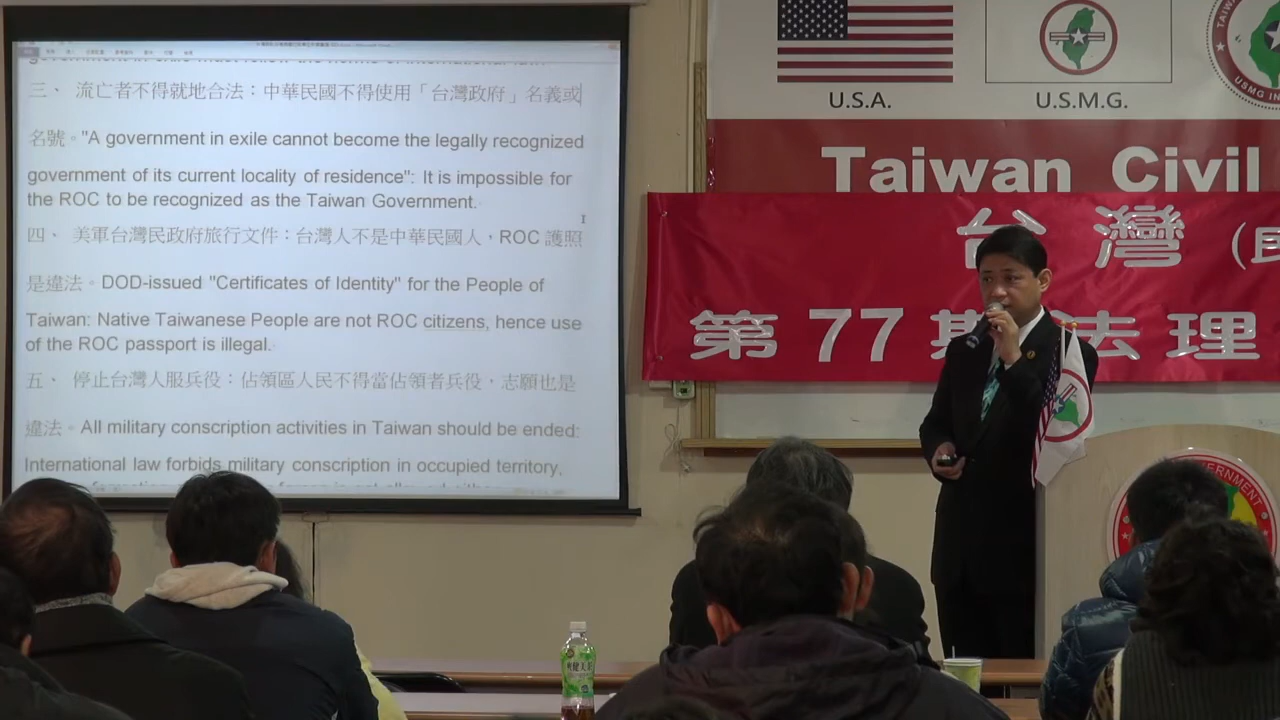 三、 流亡者不得就地合法：中華民國不得使用「台灣政府」名義或
名號。"A government in exile cannot become the legally recognized
government of its current locality of residence": It is impossible for
the ROC to be recognized as the Taiwan Government.
四、 美軍台灣民政府旅行文件：台灣人不是中華民國人，ROC 護照
是違法。DOD-issued "Certificates of Identity" for the People of
Taiwan: Native Taiwanese People are not ROC citizens, hence use
of the ROC passport is illegal.
五、 停止台灣人服兵役：佔領區人民不得當佔領者兵役，志願也是
違法。All military conscription activities in Taiwan should be ended:
International law forbids military conscription in occupied territory,
U.S.A.
U.S.M.G.
TAIWAN
USMG IN
Taiwan Civil
台灣（民
第77期法理